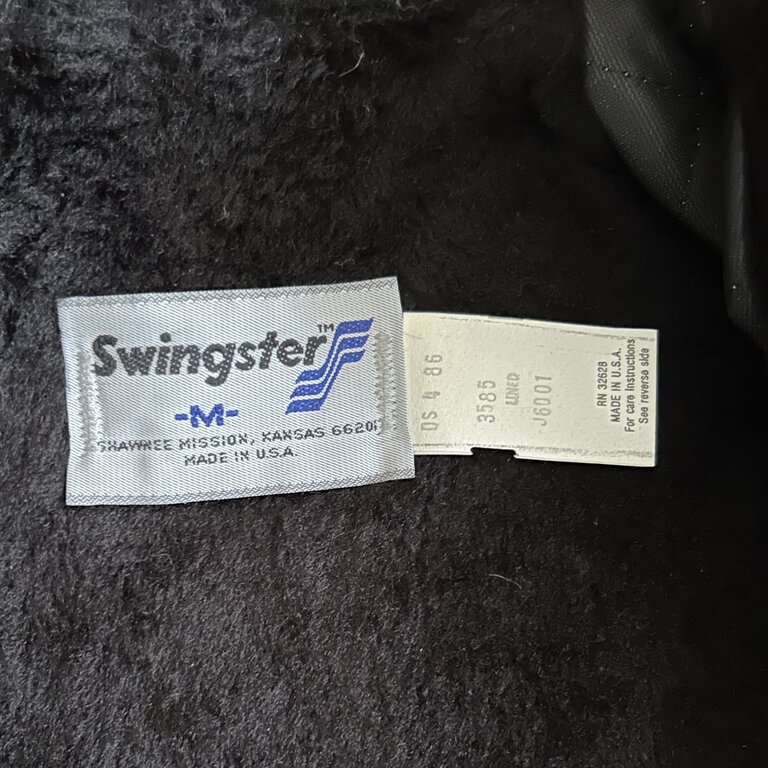 Swingster™
-M-
SHAWNEE MISSION, KANSAS 66201
MADE IN U.S.A.
OS 4 86
3585
LINED
J6001
RN 32628
MADE IN U.S.A.
For care Instructions
See reverse side